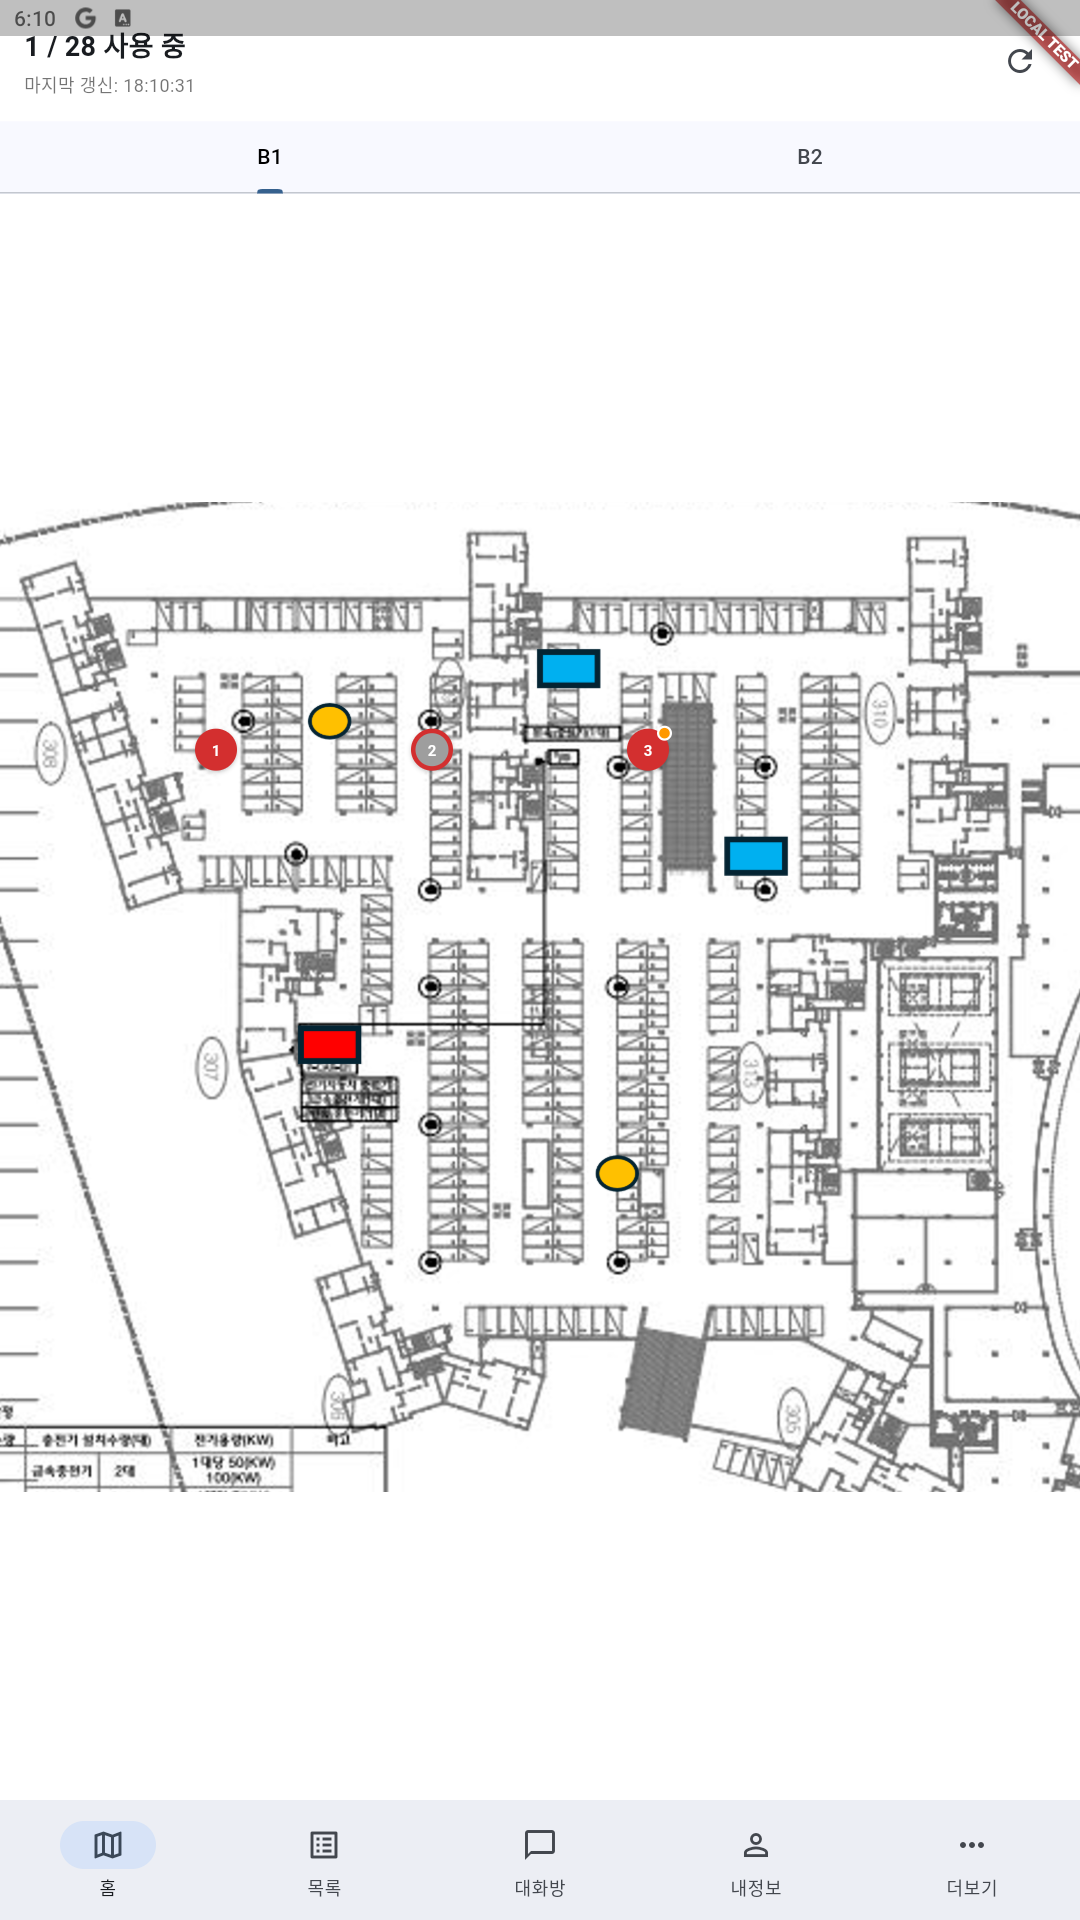 6:10
LOCAL TEST
1 / 28 사용 중
마지막 갱신: 18:10:31
B1
B2
310
308
1
2
3
307
313
306
305
충전기 설치수량(대)
전기용량(KW)
비고
급속충전기
2대
1대당 50(KW)
100(KW)
홈
목록
대화방
내정보
더보기